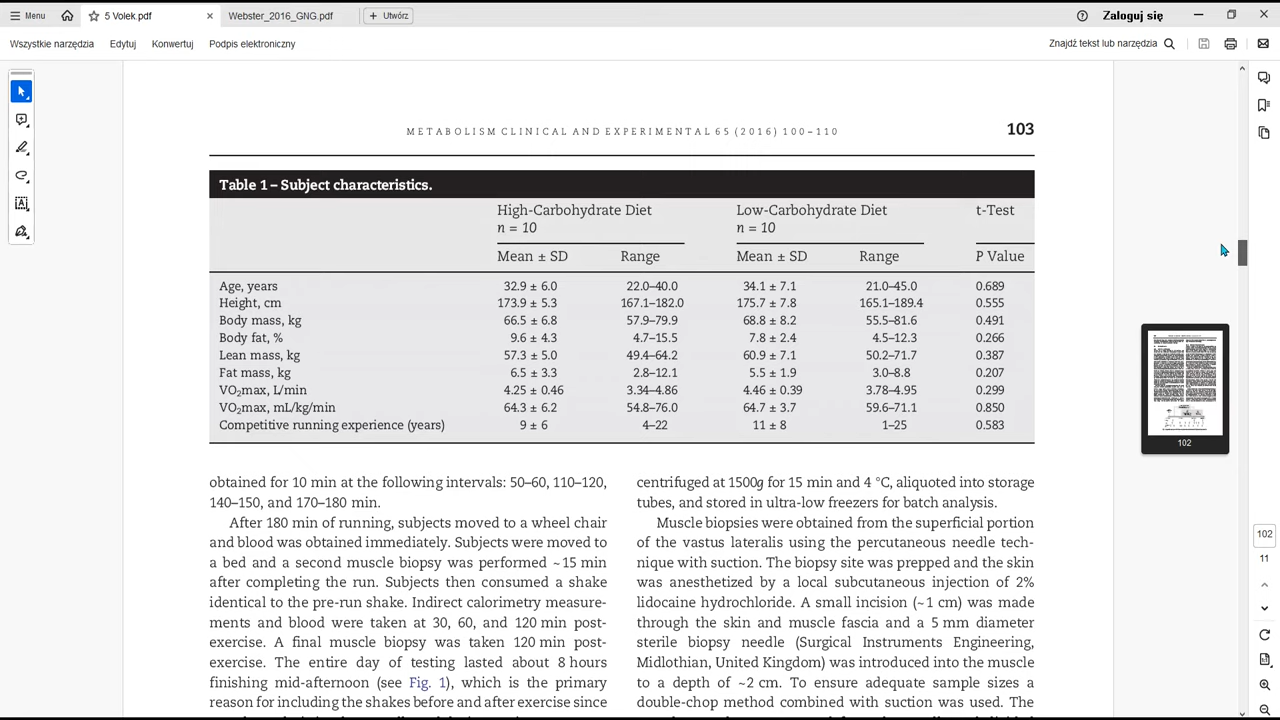 Menu
5 Volek.pdf
Webster_2016_GNG.pdf
Utwórz
Zaloguj się
Wszystkie narzędzia
Edytuj
Konwertuj
Podpis elektroniczny
Znajdź tekst lub narzędzia
METABOLISM CLINICAL AND EXPERIMENTAL 65 (2016) 100–110
103
Table 1 – Subject characteristics.
High-Carbohydrate Diet Low-Carbohydrate Diet t-Test
n = 10 n = 10
Mean ± SD Range Mean ± SD Range P Value
Age, years 32.9 ± 6.0 22.0–40.0 34.1 ± 7.1 21.0–45.0 0.689
Height, cm 173.9 ± 5.3 167.1–182.0 175.7 ± 7.8 165.1–189.4 0.555
Body mass, kg 66.5 ± 6.8 57.9–79.9 68.8 ± 8.2 55.5–81.6 0.491
Body fat, % 9.6 ± 4.3 4.7–15.5 7.8 ± 2.4 4.5–12.3 0.266
Lean mass, kg 57.3 ± 5.0 49.4–64.2 60.9 ± 7.1 50.2–71.7 0.387
Fat mass, kg 6.5 ± 3.3 2.8–12.1 5.5 ± 1.9 3.0–8.8 0.207
VO₂max, L/min 4.25 ± 0.46 3.34–4.86 4.46 ± 0.39 3.78–4.95 0.299
VO₂max, mL/kg/min 64.3 ± 6.2 54.8–76.0 64.7 ± 3.7 59.6–71.1 0.850
Competitive running experience (years) 9 ± 6 4–22 11 ± 8 1–25 0.583
obtained for 10 min at the following intervals: 50–60, 110–120,
140–150, and 170–180 min.
After 180 min of running, subjects moved to a wheel chair
and blood was obtained immediately. Subjects were moved to
a bed and a second muscle biopsy was performed ~15 min
after completing the run. Subjects then consumed a shake
identical to the pre-run shake. Indirect calorimetry measure-
ments and blood were taken at 30, 60, and 120 min post-
exercise. A final muscle biopsy was taken 120 min post-
exercise. The entire day of testing lasted about 8 hours
finishing mid-afternoon (see Fig. 1), which is the primary
reason for including the shakes before and after exercise since
centrifuged at 1500g for 15 min and 4 °C, aliquoted into storage
tubes, and stored in ultra-low freezers for batch analysis.
Muscle biopsies were obtained from the superficial portion
of the vastus lateralis using the percutaneous needle tech-
nique with suction. The biopsy site was prepped and the skin
was anesthetized by a local subcutaneous injection of 2%
lidocaine hydrochloride. A small incision (~1 cm) was made
through the skin and muscle fascia and a 5 mm diameter
sterile biopsy needle (Surgical Instruments Engineering,
Midlothian, United Kingdom) was introduced into the muscle
to a depth of ~2 cm. To ensure adequate sample sizes a
double-chop method combined with suction was used. The
102
102
11